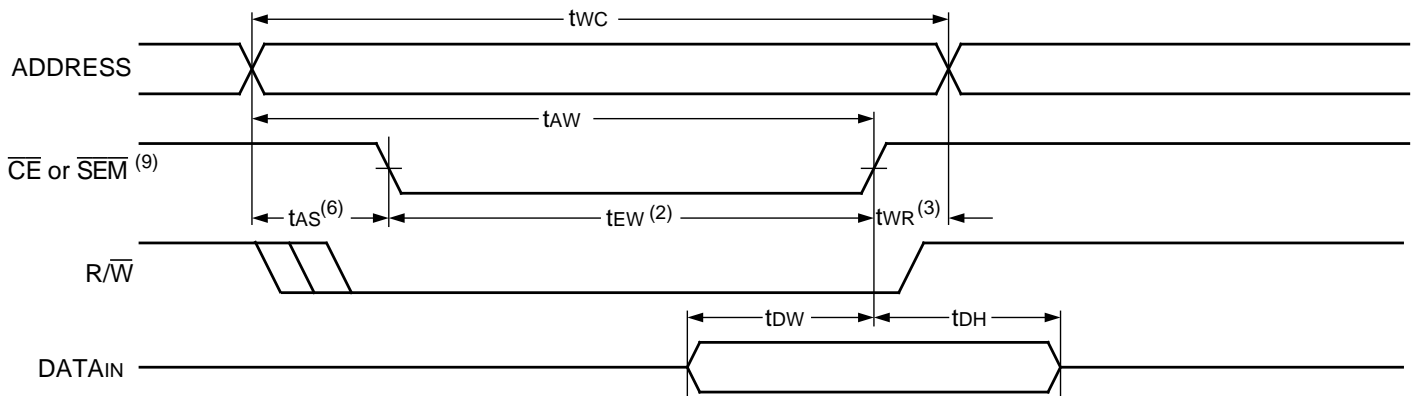 tWC
ADDRESS
tAW
CE or SEM (9)
tAS(6) tEW (2) tWR(3)
R/W
tDW tDH
DATAIN